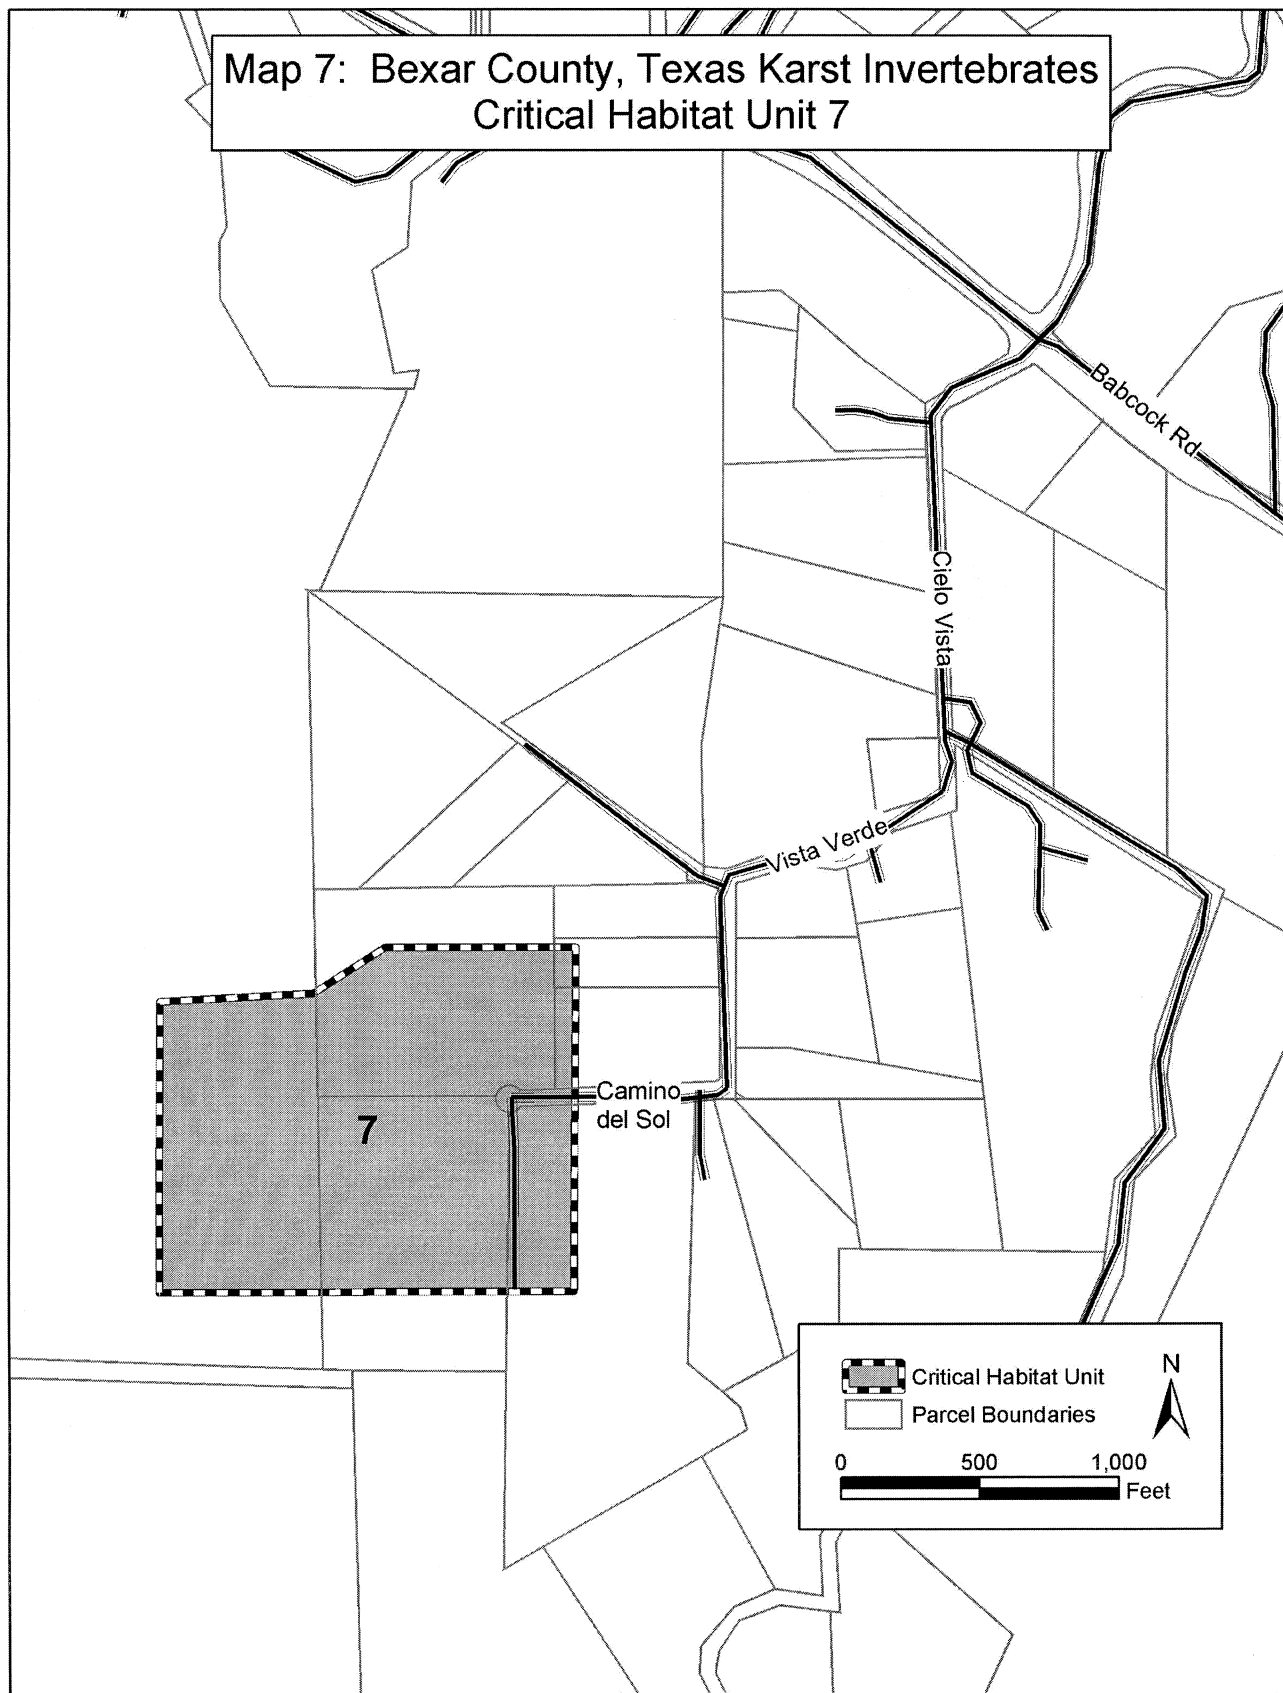 Map 7: Bexar County, Texas Karst Invertebrates
Critical Habitat Unit 7
Babcock Rd
Cielo Vista
Vista Verde
Camino
del Sol
7
Critical Habitat Unit
Parcel Boundaries
N
0 500 1,000
Feet